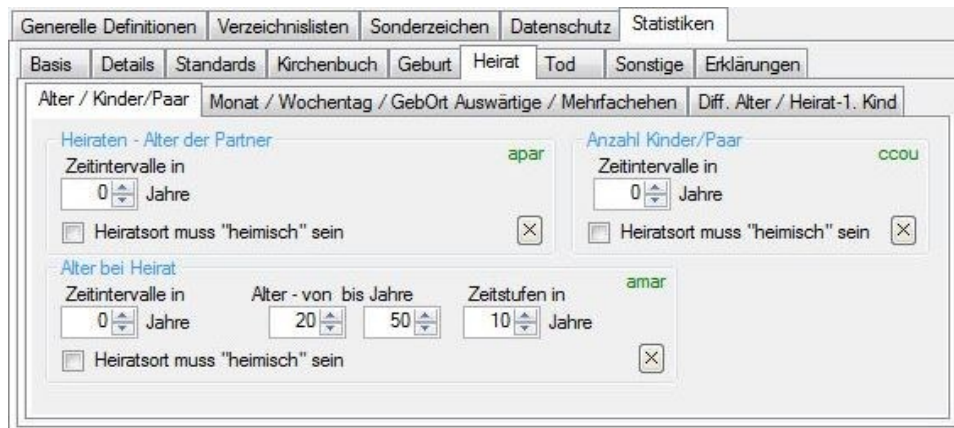 Generelle Definitionen Verzeichnislisten Sonderzeichen Datenschutz Statistiken
Basis Details Standards Kirchenbuch Geburt Heirat Tod Sonstige Erklärungen
Alter / Kinder/Paar Monat / Wochentag / GebOrt Auswärtige / Mehrfachehen Diff. Alter / Heirat-1. Kind
Heiraten - Alter der Partner
apar
Zeitintervalle in
0 Jahre
Heiratsort muss "heimisch" sein
Anzahl Kinder/Paar
ccou
Zeitintervalle in
0 Jahre
Heiratsort muss "heimisch" sein
Alter bei Heirat
amar
Zeitintervalle in Alter - von bis Jahre Zeitstufen in
0 Jahre 20 50 10 Jahre
Heiratsort muss "heimisch" sein